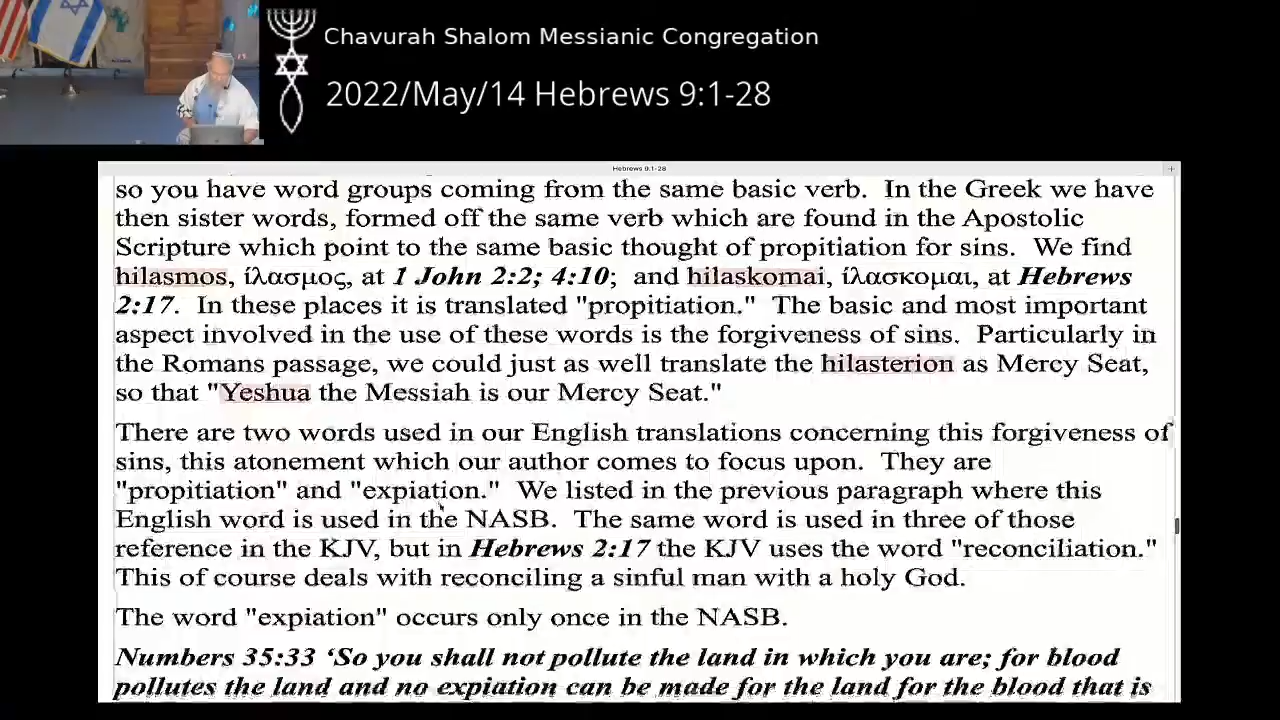 Chavurah Shalom Messianic Congregation
2022/May/14 Hebrews 9:1-28
Hebrews 9.1-28
so you have word groups coming from the same basic verb. In the Greek we have
then sister words, formed off the same verb which are found in the Apostolic
Scripture which point to the same basic thought of propitiation for sins. We find
hilasmos, ίλασμος, at 1 John 2:2; 4:10; and hilaskomai, ίλασκομαι, at Hebrews
2:17. In these places it is translated "propitiation." The basic and most important
aspect involved in the use of these words is the forgiveness of sins. Particularly in
the Romans passage, we could just as well translate the hilasterion as Mercy Seat,
so that "Yeshua the Messiah is our Mercy Seat."
There are two words used in our English translations concerning this forgiveness of
sins, this atonement which our author comes to focus upon. They are
"propitiation" and "expiation." We listed in the previous paragraph where this
English word is used in the NASB. The same word is used in three of those
reference in the KJV, but in Hebrews 2:17 the KJV uses the word "reconciliation."
This of course deals with reconciling a sinful man with a holy God.
The word "expiation" occurs only once in the NASB.
Numbers 35:33 ‘So you shall not pollute the land in which you are; for blood
pollutes the land and no expiation can be made for the land for the blood that is